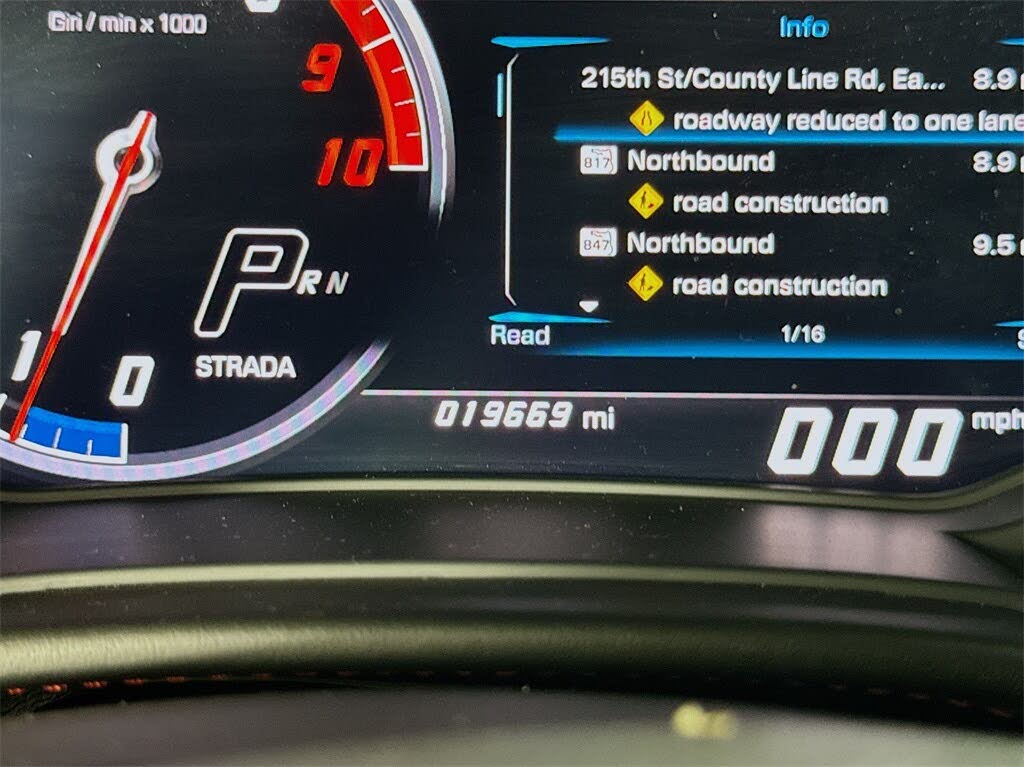 Giri / min x 1000
9
10
P R N
STRADA
1
0
Info
215th St/County Line Rd, Ea... 8.9
roadway reduced to one lane
817 Northbound 8.9
road construction
847 Northbound 9.5
road construction
Read 1/16
019669 mi
000 mph